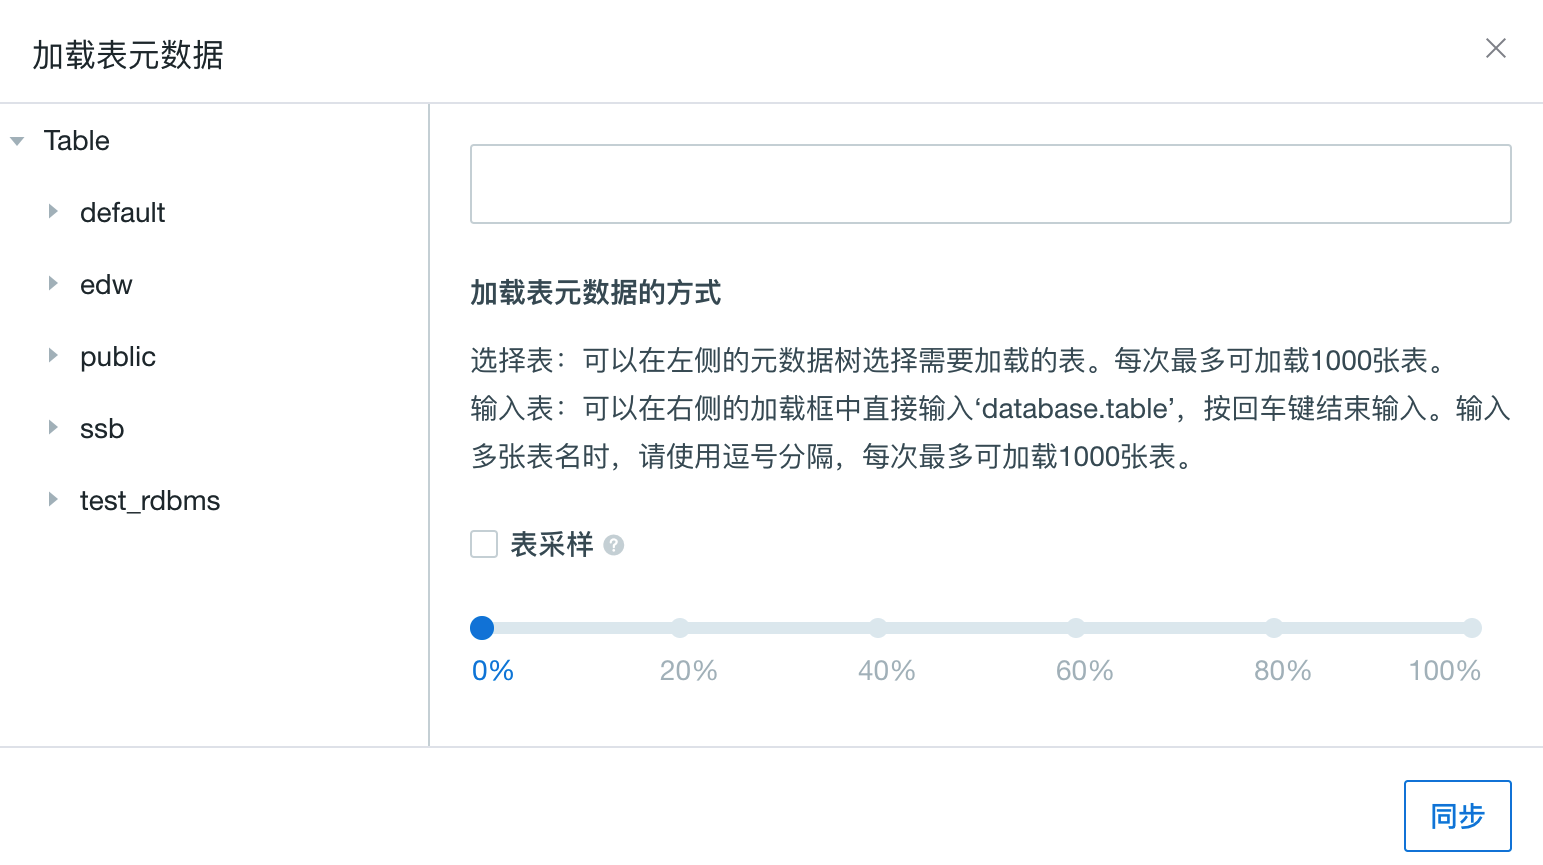 加载表元数据
Table
default
edw
public
ssb
test_rdbms
加载表元数据的方式
选择表：可以在左侧的元数据树选择需要加载的表。每次最多可加载1000张表。
输入表：可以在右侧的加载框中直接输入‘database.table’，按回车键结束输入。输入
多张表名时，请使用逗号分隔，每次最多可加载1000张表。
表采样 ?
0% 20% 40% 60% 80% 100%
同步